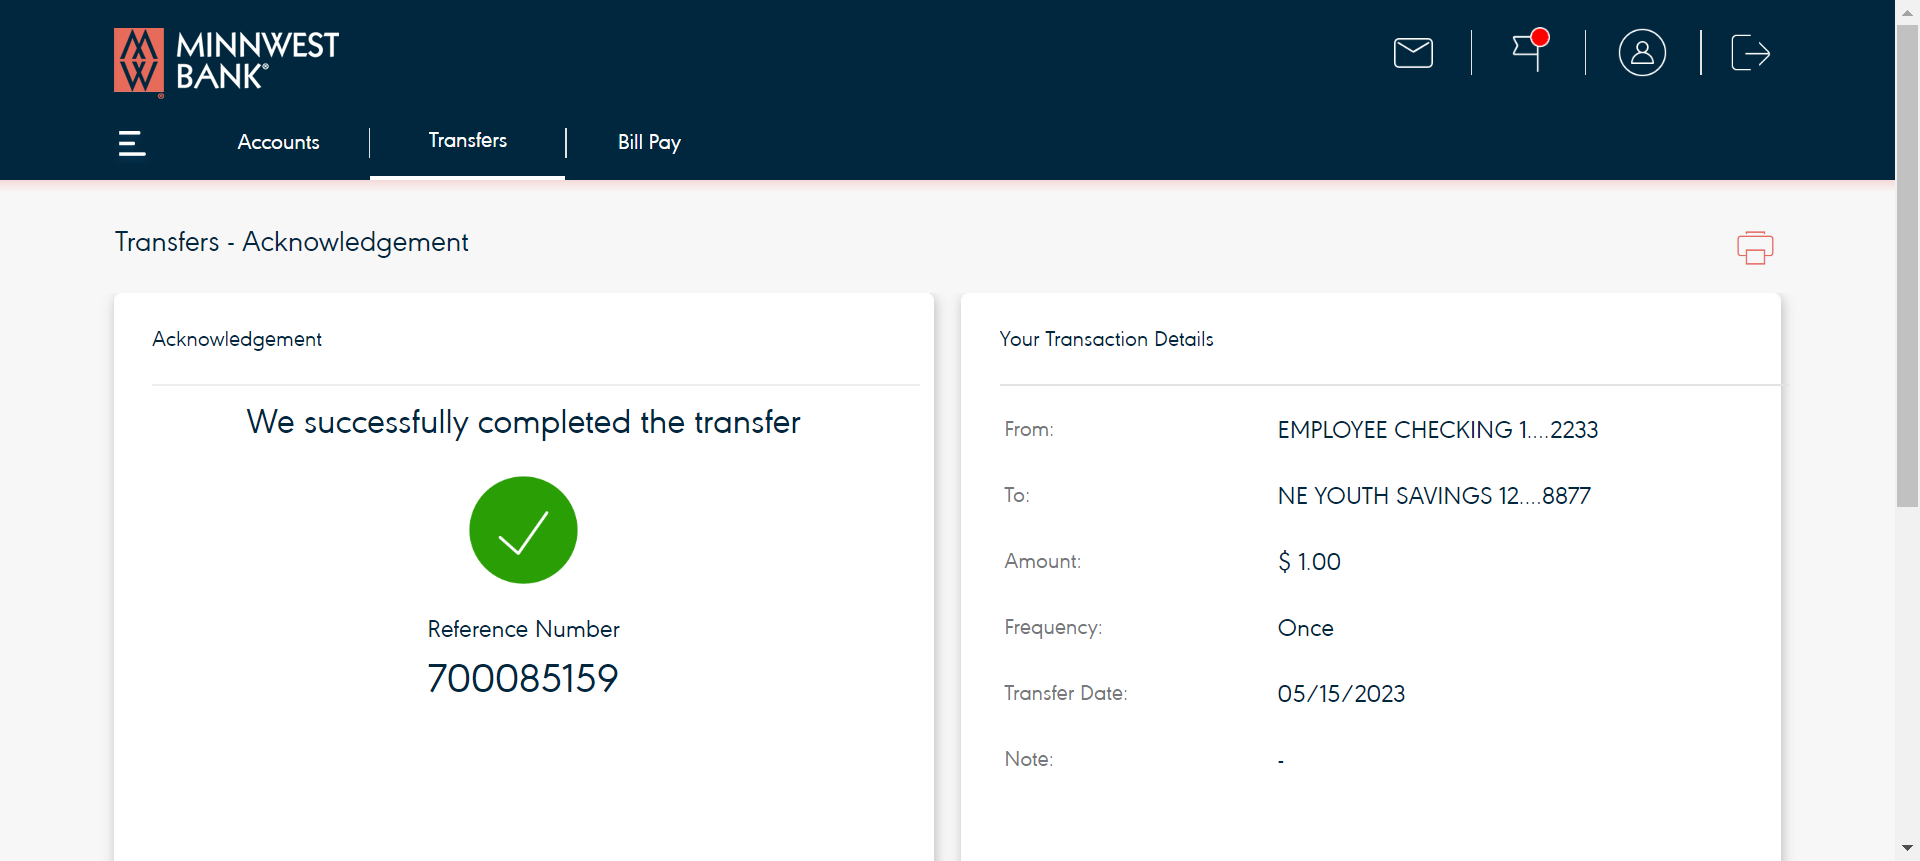 MINNWEST
BANK®
Accounts
Transfers
Bill Pay
Transfers - Acknowledgement
Acknowledgement
We successfully completed the transfer
Reference Number
700085159
Your Transaction Details
From: EMPLOYEE CHECKING 1....2233
To: NE YOUTH SAVINGS 12....8877
Amount: $ 1.00
Frequency: Once
Transfer Date: 05/15/2023
Note: -